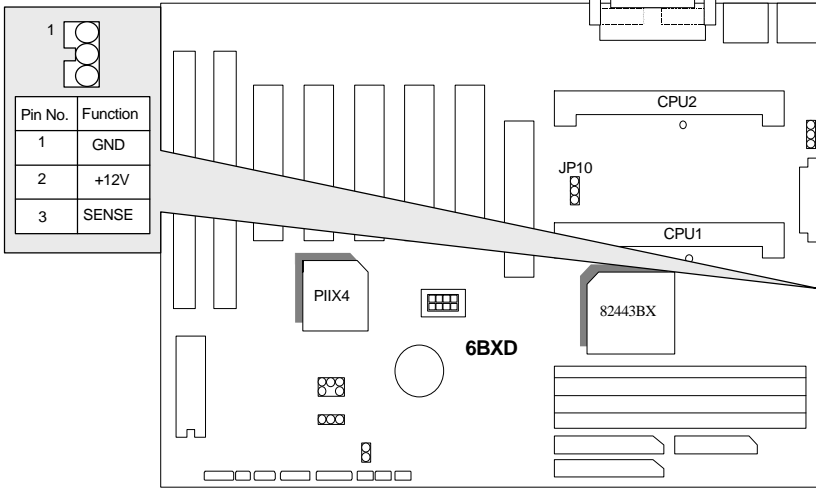 1
Pin No. Function
1 GND
2 +12V
3 SENSE
CPU2
JP10
CPU1
PIIX4
82443BX
6BXD